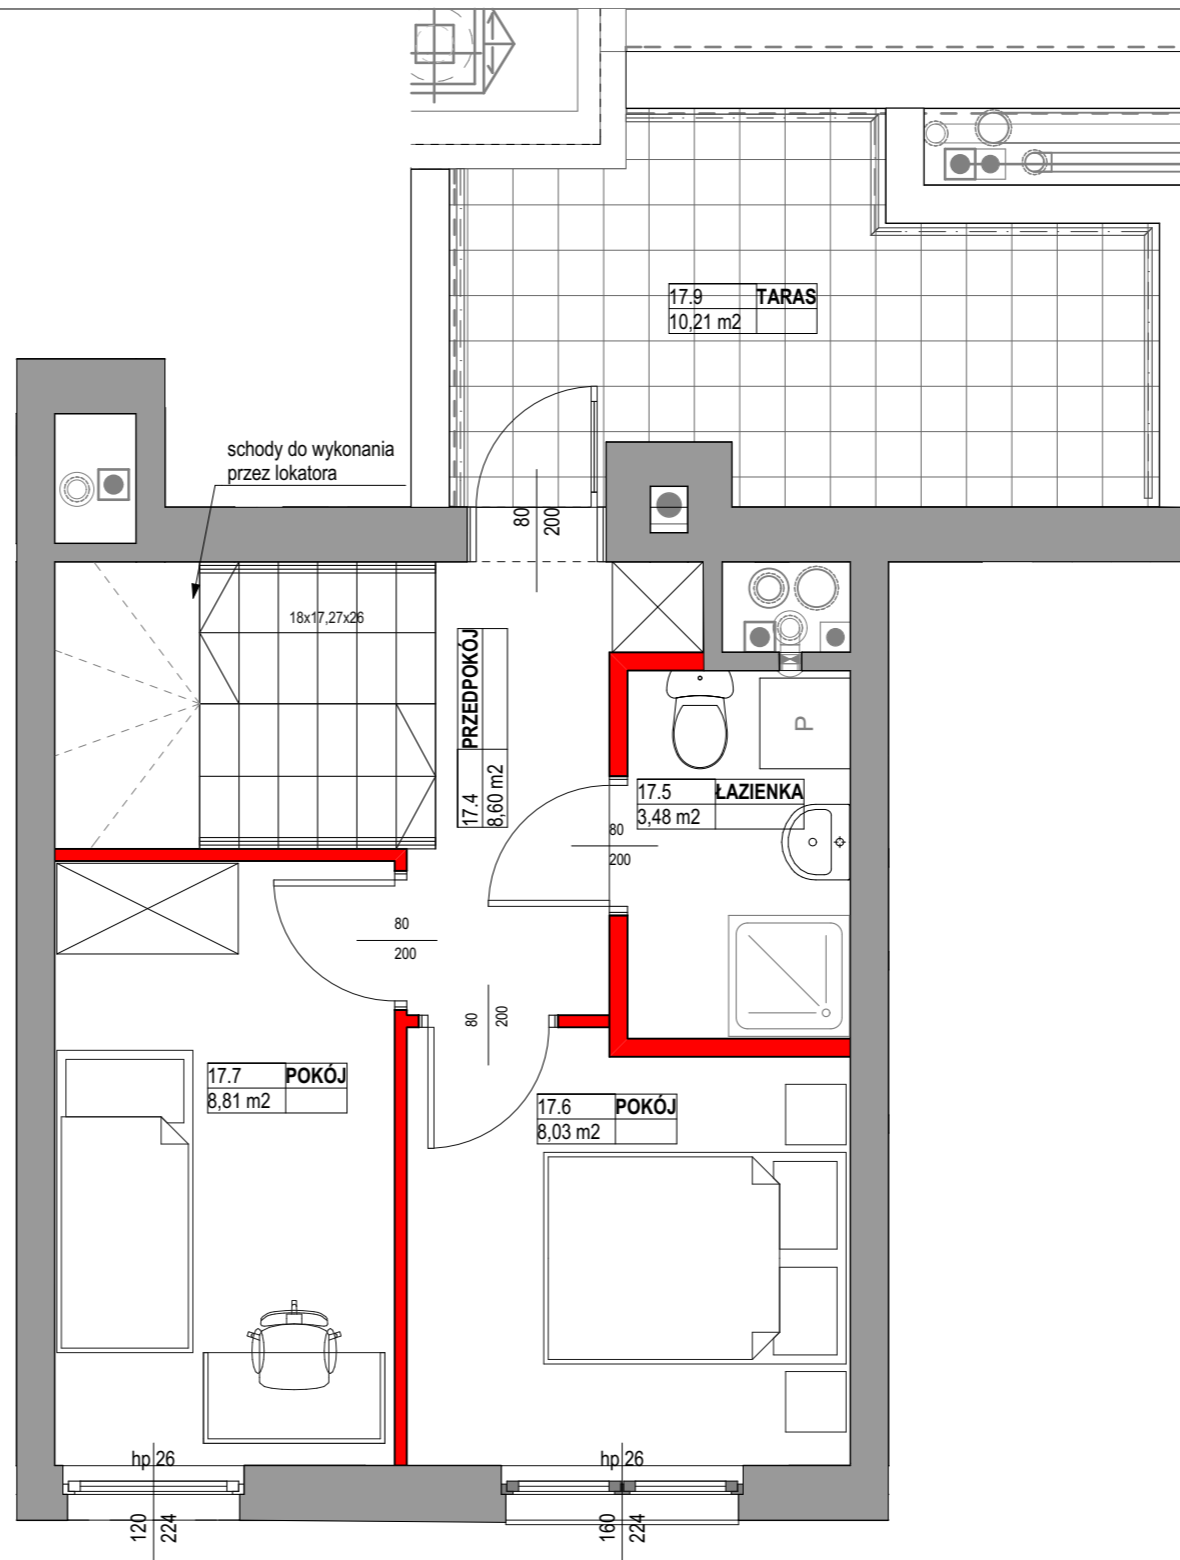 17.9 TARAS
10,21 m2
schody do wykonania
przez lokatora
80
200
18x17,27x26
17.4 PRZEDPOKÓJ
8,60 m2
P
17.5 ŁAZIENKA
3,48 m2
80
200
80
200
80
200
17.7 POKÓJ
8,81 m2
17.6 POKÓJ
8,03 m2
hp 26
hp 26
120
224
160
224